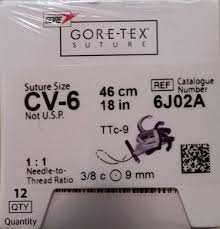 GORE
GORE-TEX®
SUTURE
Suture Size
CV-6
Not U.S.P.
46 cm
18 in
REF Catalogue Number
6J02A
TTc-9
1 : 1
Needle-to-
Thread Ratio
3/8 c 9 mm
12
QTY
Quantity